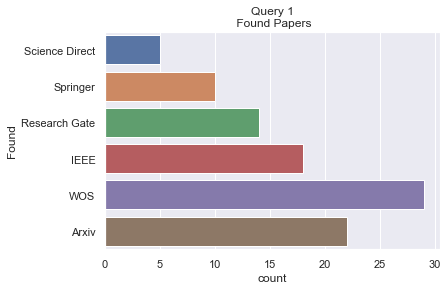 Query 1
Found Papers
Science Direct
Springer
Research Gate
IEEE
WOS
Arxiv
Found
0 5 10 15 20 25 30
count